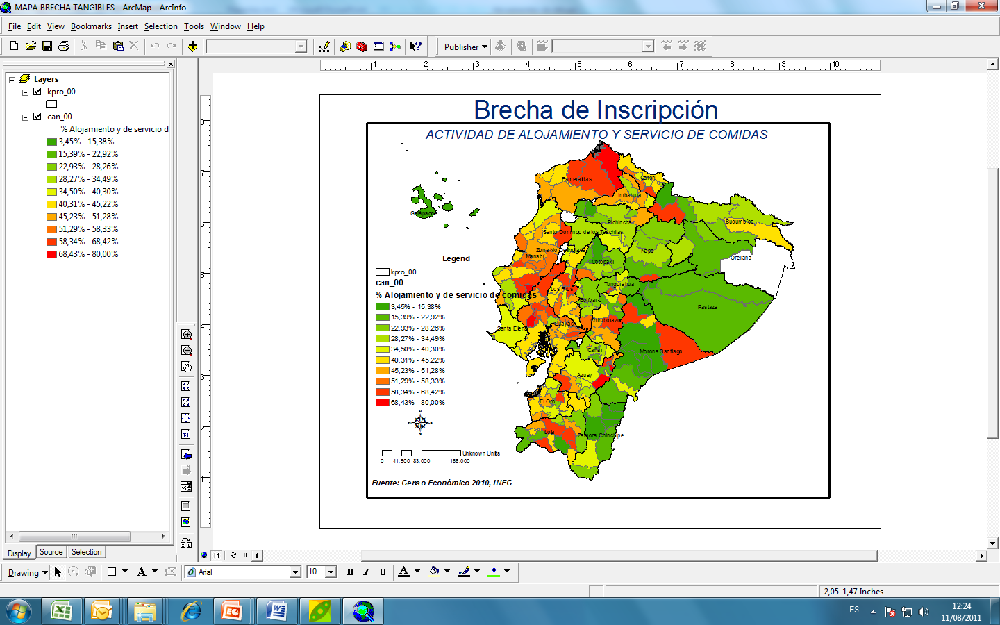 MAPA BRECHA TANGIBLES - ArcMap - ArcInfo
File Edit View Bookmarks Insert Selection Tools Window Help
Publisher
Layers
kpro_00
can_00
% Alojamiento y de servicio d
3,45% - 15,38%
15,39% - 22,92%
22,93% - 28,26%
28,27% - 34,49%
34,50% - 40,30%
40,31% - 45,22%
45,23% - 51,28%
51,29% - 58,33%
58,34% - 68,42%
68,43% - 80,00%
Display Source Selection
1 2 3 4 5 6 7 8 9 10
8
7
6
5
4
3
2
1
Brecha de Inscripción
ACTIVIDAD DE ALOJAMIENTO Y SERVICIO DE COMIDAS
Esmeraldas
Carchi
Imbabura
Galápagos
Pichincha
Sucumbíos
Santo Domingo de los Tsáchilas
Zona No Delimitada
Napo
Manabí
Orellana
Cotopaxi
Tungurahua
Los Ríos
Bolívar
Pastaza
Chimborazo
Guayas
Santa Elena
Cañar
Morona Santiago
Azuay
El Oro
Loja
Zamora Chinchipe
Legend
kpro_00
can_00
% Alojamiento y de servicio de comidas
3,45% - 15,38%
15,39% - 22,92%
22,93% - 28,26%
28,27% - 34,49%
34,50% - 40,30%
40,31% - 45,22%
45,23% - 51,28%
51,29% - 58,33%
58,34% - 68,42%
68,43% - 80,00%
N
W E
S
Unknown Units
0 41.500 83.000 166.000
Fuente: Censo Económico 2010, INEC
1:1
Drawing A Arial 10 B I U A
-2,05 1,47 Inches
ES
12:24
11/08/2011